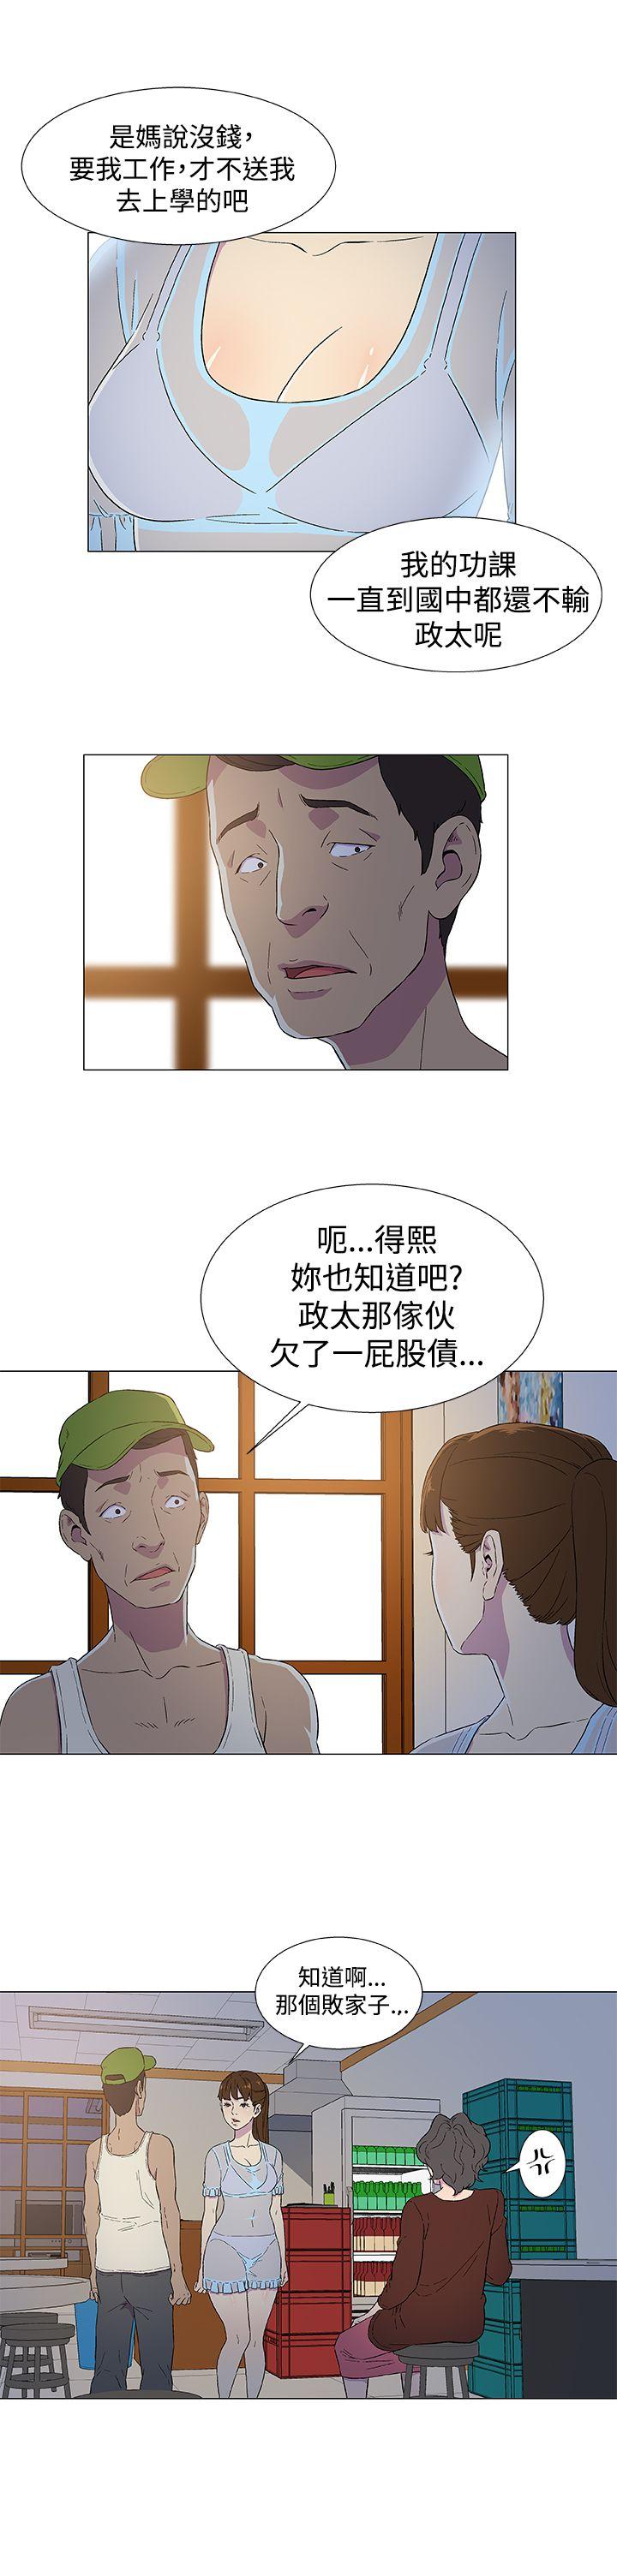 是媽說沒錢,
要我工作,才不送我
去上學的吧
我的功課
一直到國中都還不輸
政太呢
呃...得熙
妳也知道吧?
政太那傢伙
欠了一屁股債...
知道啊...
那個敗家子...